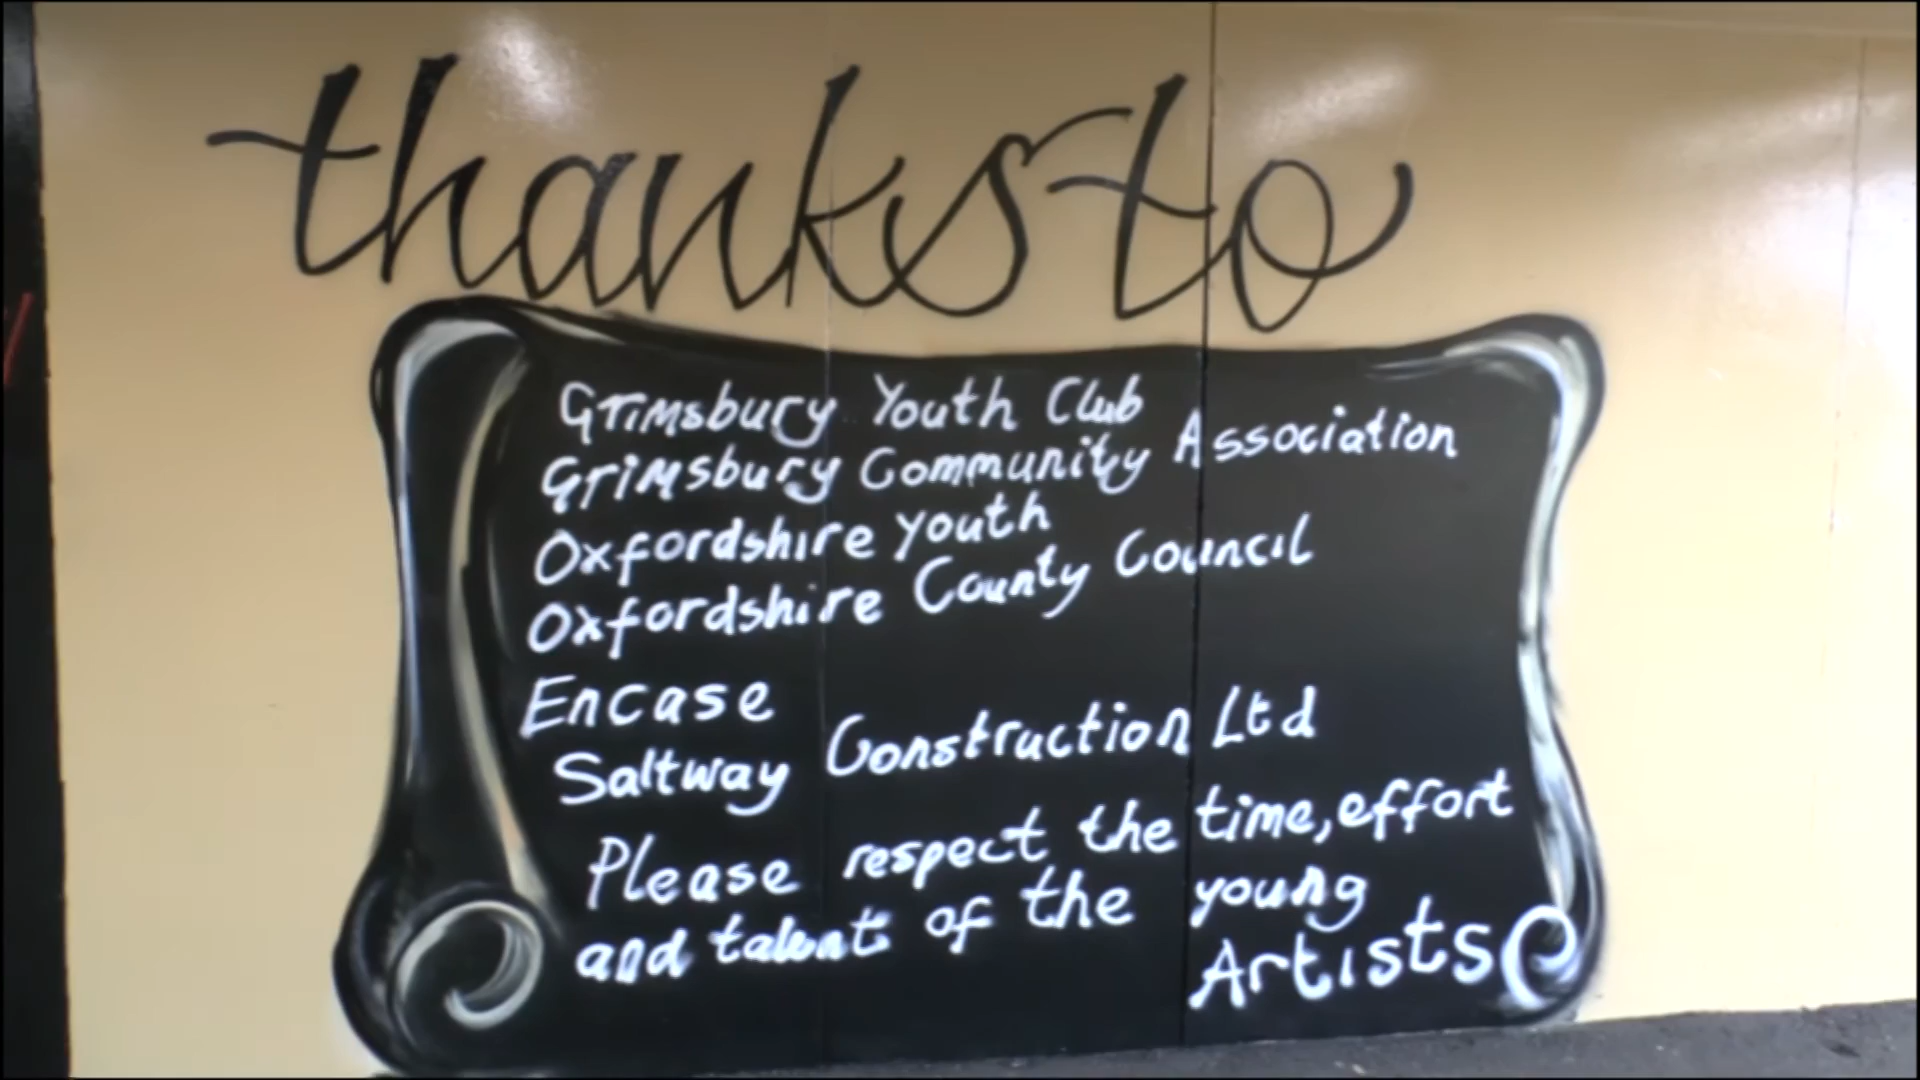 thanks to
Grimsbury Youth Club
Grimsbury Community Association
Oxfordshire Youth
Oxfordshire County Council
Encase
Saltway Construction Ltd
Please respect the time, effort
and talent of the young
Artists